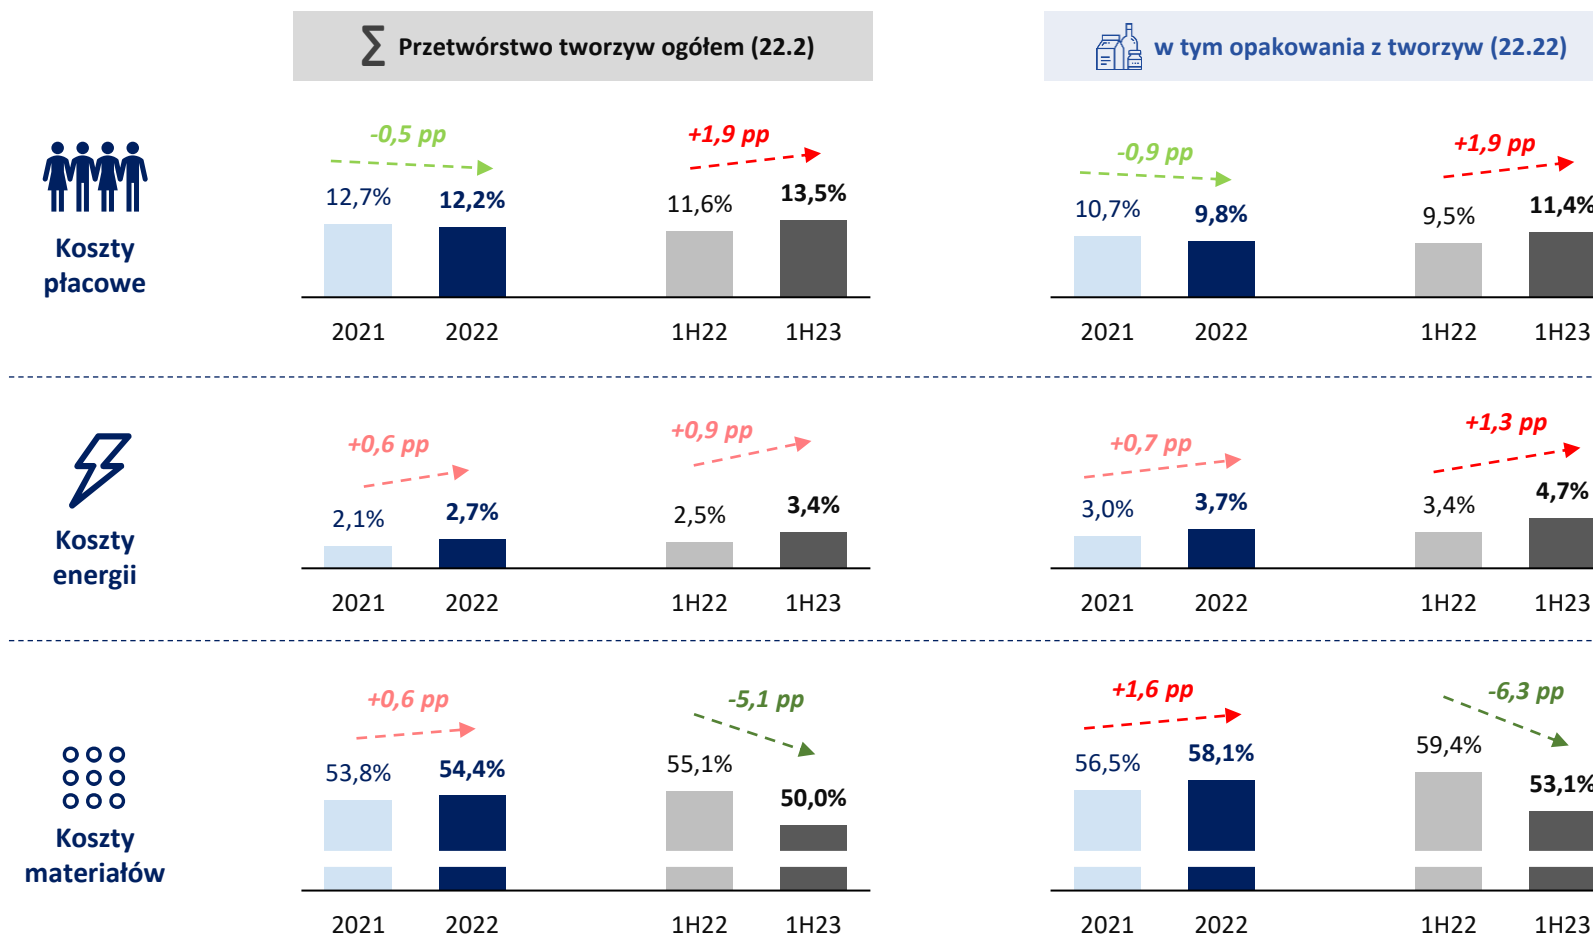 Przetwórstwo tworzyw ogółem (22.2)
w tym opakowania z tworzyw (22.22)
Koszty
płacowe
-0,5 pp
+1,9 pp
12,7% 12,2% 11,6% 13,5%
2021 2022 1H22 1H23
-0,9 pp
+1,9 pp
10,7% 9,8% 9,5% 11,4%
2021 2022 1H22 1H23
Koszty
energii
+0,6 pp
+0,9 pp
2,1% 2,7% 2,5% 3,4%
2021 2022 1H22 1H23
+0,7 pp
+1,3 pp
3,0% 3,7% 3,4% 4,7%
2021 2022 1H22 1H23
Koszty
materiałów
+0,6 pp
-5,1 pp
53,8% 54,4% 55,1% 50,0%
2021 2022 1H22 1H23
+1,6 pp
-6,3 pp
56,5% 58,1% 59,4% 53,1%
2021 2022 1H22 1H23